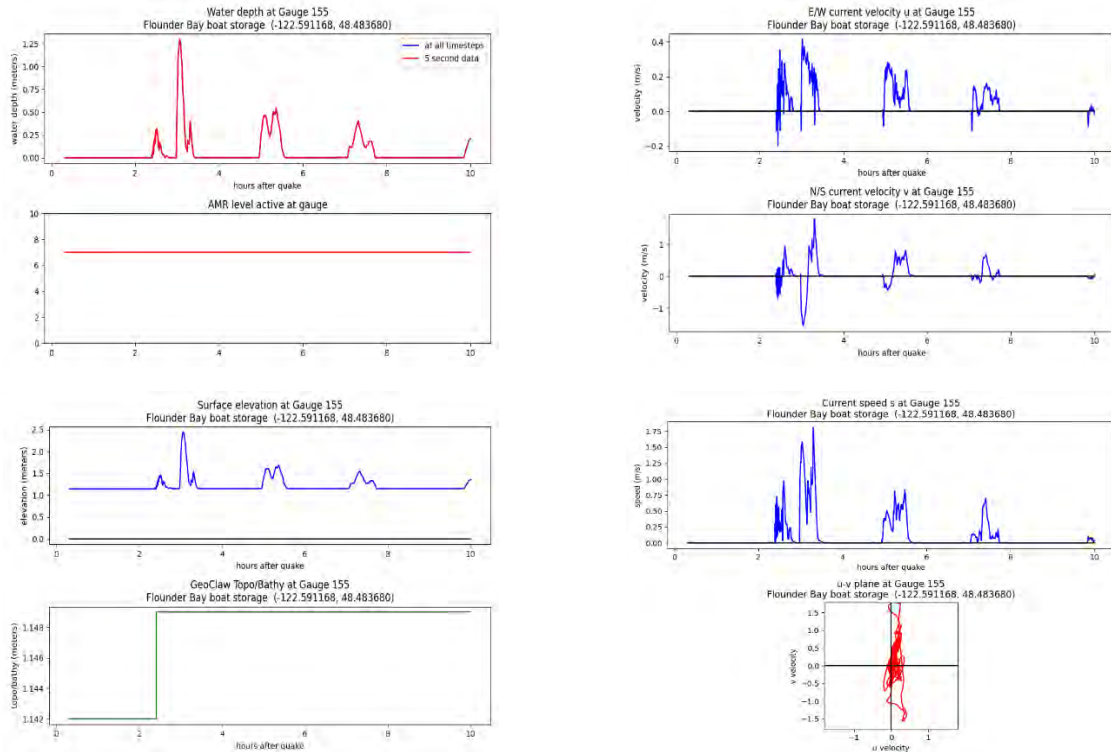 Water depth at Gauge 155
Flounder Bay boat storage (-122.591168, 48.483680)
at all timesteps
5 second data
water depth (meters)
1.25
1.00
0.75
0.50
0.25
0.00
0 2 4 6 8 10
hours after quake
AMR level active at gauge
10
8
6
4
2
0
0 2 4 6 8 10
Surface elevation at Gauge 155
Flounder Bay boat storage (-122.591168, 48.483680)
elevation (meters)
2.5
2.0
1.5
1.0
0.5
0.0
0 2 4 6 8 10
hours after quake
GeoClaw Topo/Bathy at Gauge 155
Flounder Bay boat storage (-122.591168, 48.483680)
topo/bathy (meters)
1.148
1.146
1.144
1.142
0 2 4 6 8 10
hours after quake
E/W current velocity u at Gauge 155
Flounder Bay boat storage (-122.591168, 48.483680)
velocity (m/s)
0.4
0.2
0.0
−0.2
0 2 4 6 8 10
hours after quake
N/S current velocity v at Gauge 155
Flounder Bay boat storage (-122.591168, 48.483680)
velocity (m/s)
1
0
−1
0 2 4 6 8 10
hours after quake
Current speed s at Gauge 155
Flounder Bay boat storage (-122.591168, 48.483680)
speed (m/s)
1.75
1.50
1.25
1.00
0.75
0.50
0.25
0.00
0 2 4 6 8 10
hours after quake
u-v plane at Gauge 155
Flounder Bay boat storage (-122.591168, 48.483680)
v velocity
1.5
1.0
0.5
0.0
−0.5
−1.0
−1.5
−1 0 1
u velocity